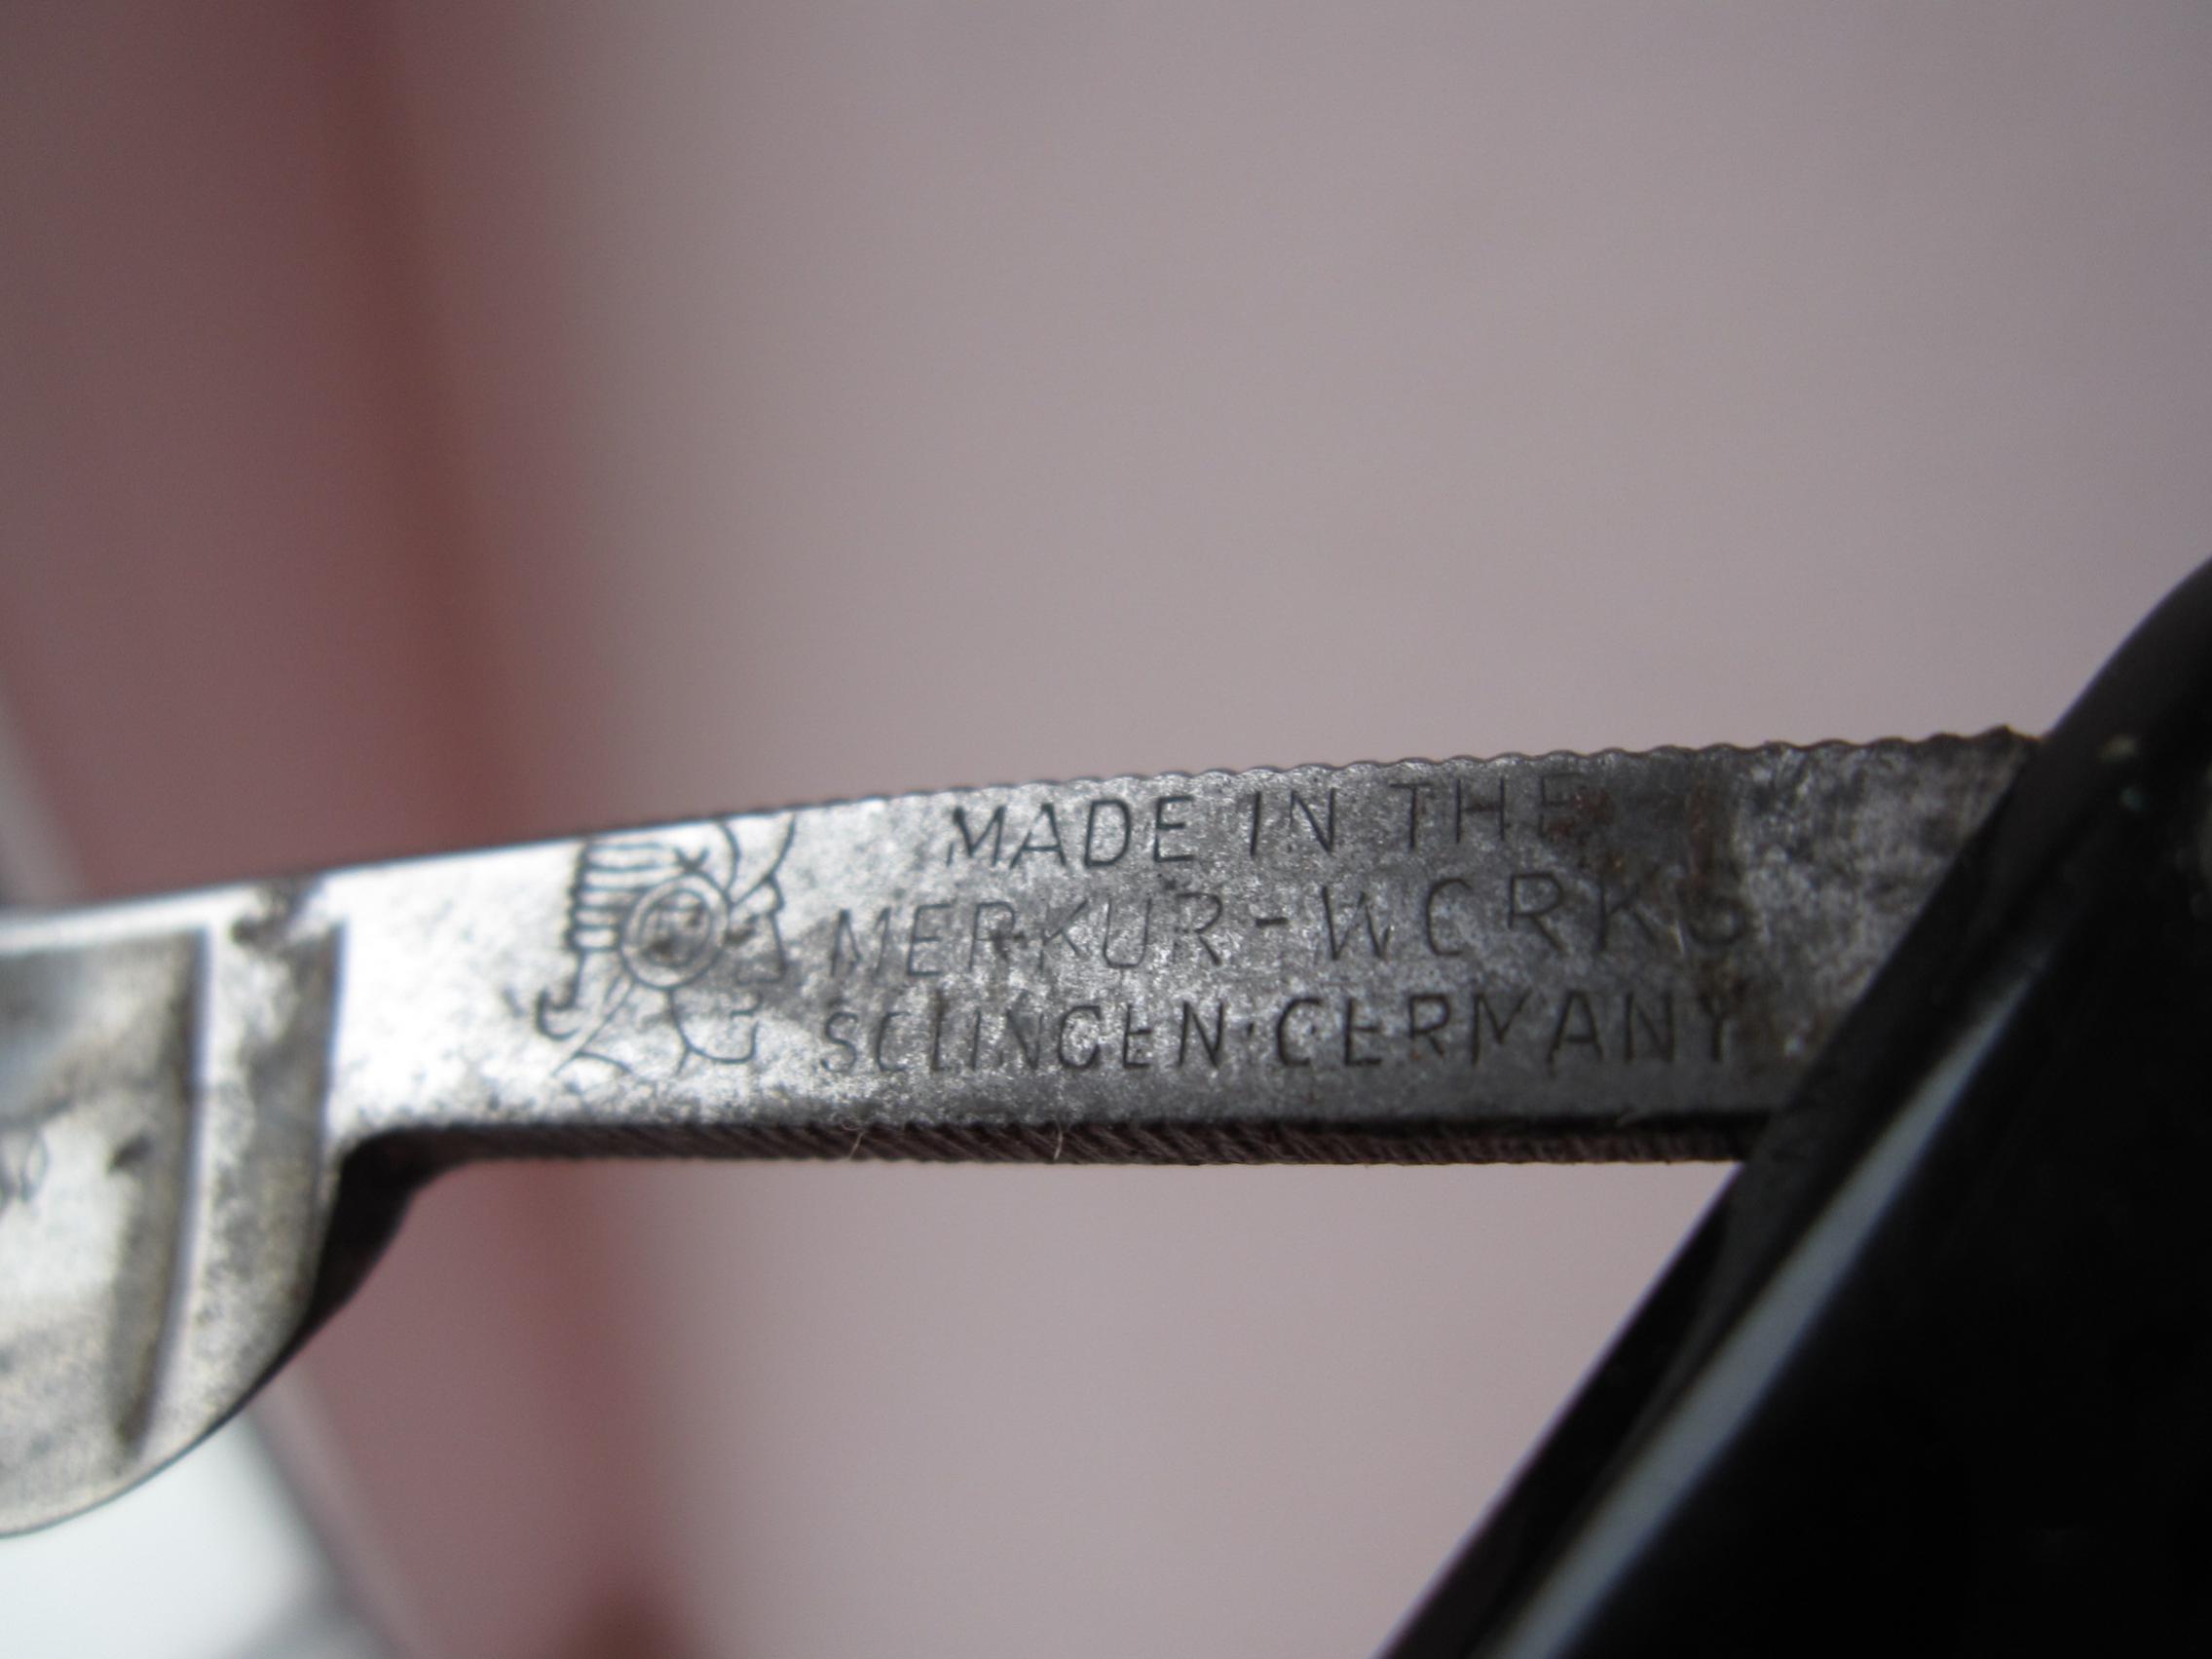 MADE IN THE
MERKUR-WORKS
SOLINGEN·GERMANY